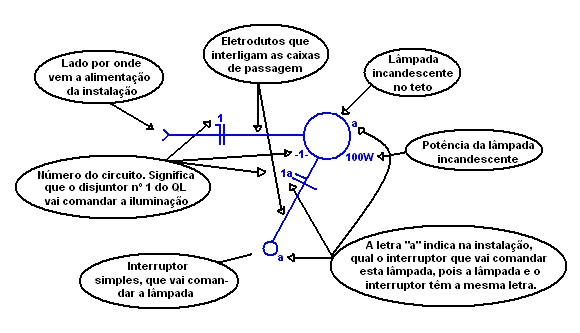 Eletrodutos que
interligam as caixas
de passagem
Lado por onde
vem a alimentação
da instalação
Lâmpada
incandescente
no teto
1
a
-1-
100W
Potência da lâmpada
incandescente
Número do circuito. Significa
que o disjuntor nº 1 do QL
vai comandar a iluminação
1a
a
Interruptor
simples, que vai coman-
dar a lâmpada
A letra "a" indica na instalação,
qual o interruptor que vai comandar
esta lâmpada, pois a lâmpada e o
interruptor têm a mesma letra.